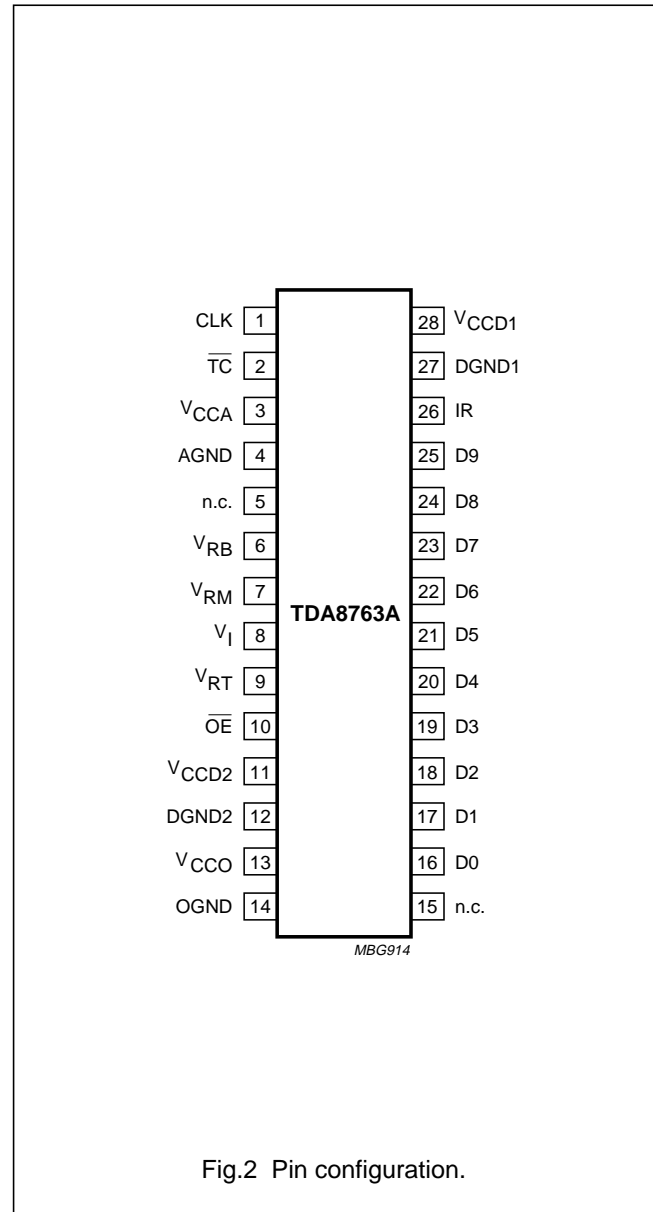 CLK 1 28 VCCD1
TC 2 27 DGND1
VCCA 3 26 IR
AGND 4 25 D9
n.c. 5 24 D8
VRB 6 23 D7
VRM 7 22 D6
TDA8763A
VI 8 21 D5
VRT 9 20 D4
OE 10 19 D3
VCCD2 11 18 D2
DGND2 12 17 D1
VCCO 13 16 D0
OGND 14 15 n.c.
MBG914
Fig.2 Pin configuration.